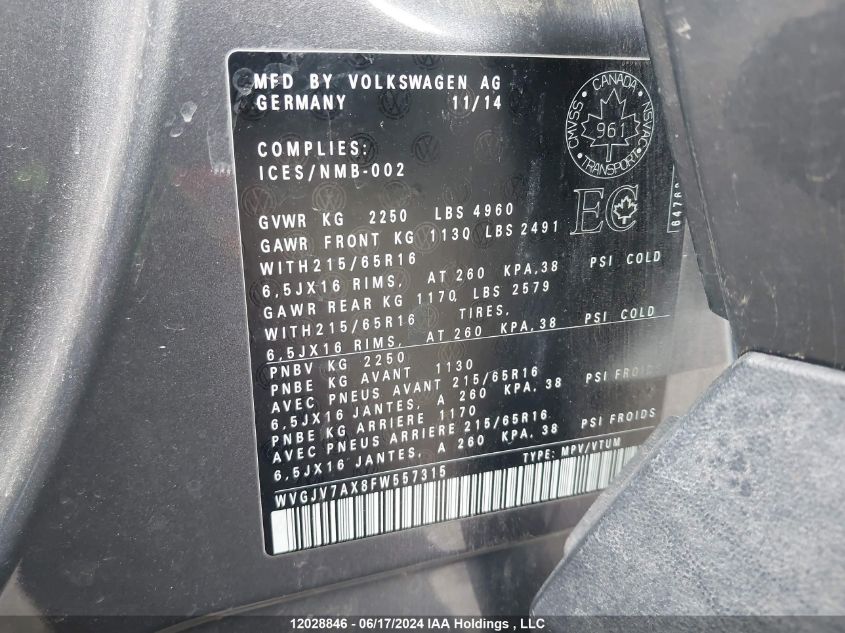 MFD BY VOLKSWAGEN AG
GERMANY 11/14
CMVSS · CANADA · NSVAC · TRANSPORT
961
COMPLIES:
ICES/NMB-002
EC
GVWR KG 2250 LBS 4960
GAWR FRONT KG 1130 LBS 2491
WITH215/65R16
6,5JX16 RIMS, AT 260 KPA,38 PSI COLD
GAWR REAR KG 1170 LBS 2579
WITH215/65R16 TIRES,
6,5JX16 RIMS, AT 260 KPA,38 PSI COLD
PNBV KG 2250
PNBE KG AVANT 1130
AVEC PNEUS AVANT 215/65R16
6,5JX16 JANTES, A 260 KPA,38 PSI FROIDS
PNBE KG ARRIERE 1170
AVEC PNEUS ARRIERE 215/65R16
6,5JX16 JANTES, A 260 KPA,38 PSI FROIDS
TYPE: MPV/VTUM
WVGJV7AX8FW557315
12028846 - 06/17/2024 IAA Holdings, LLC